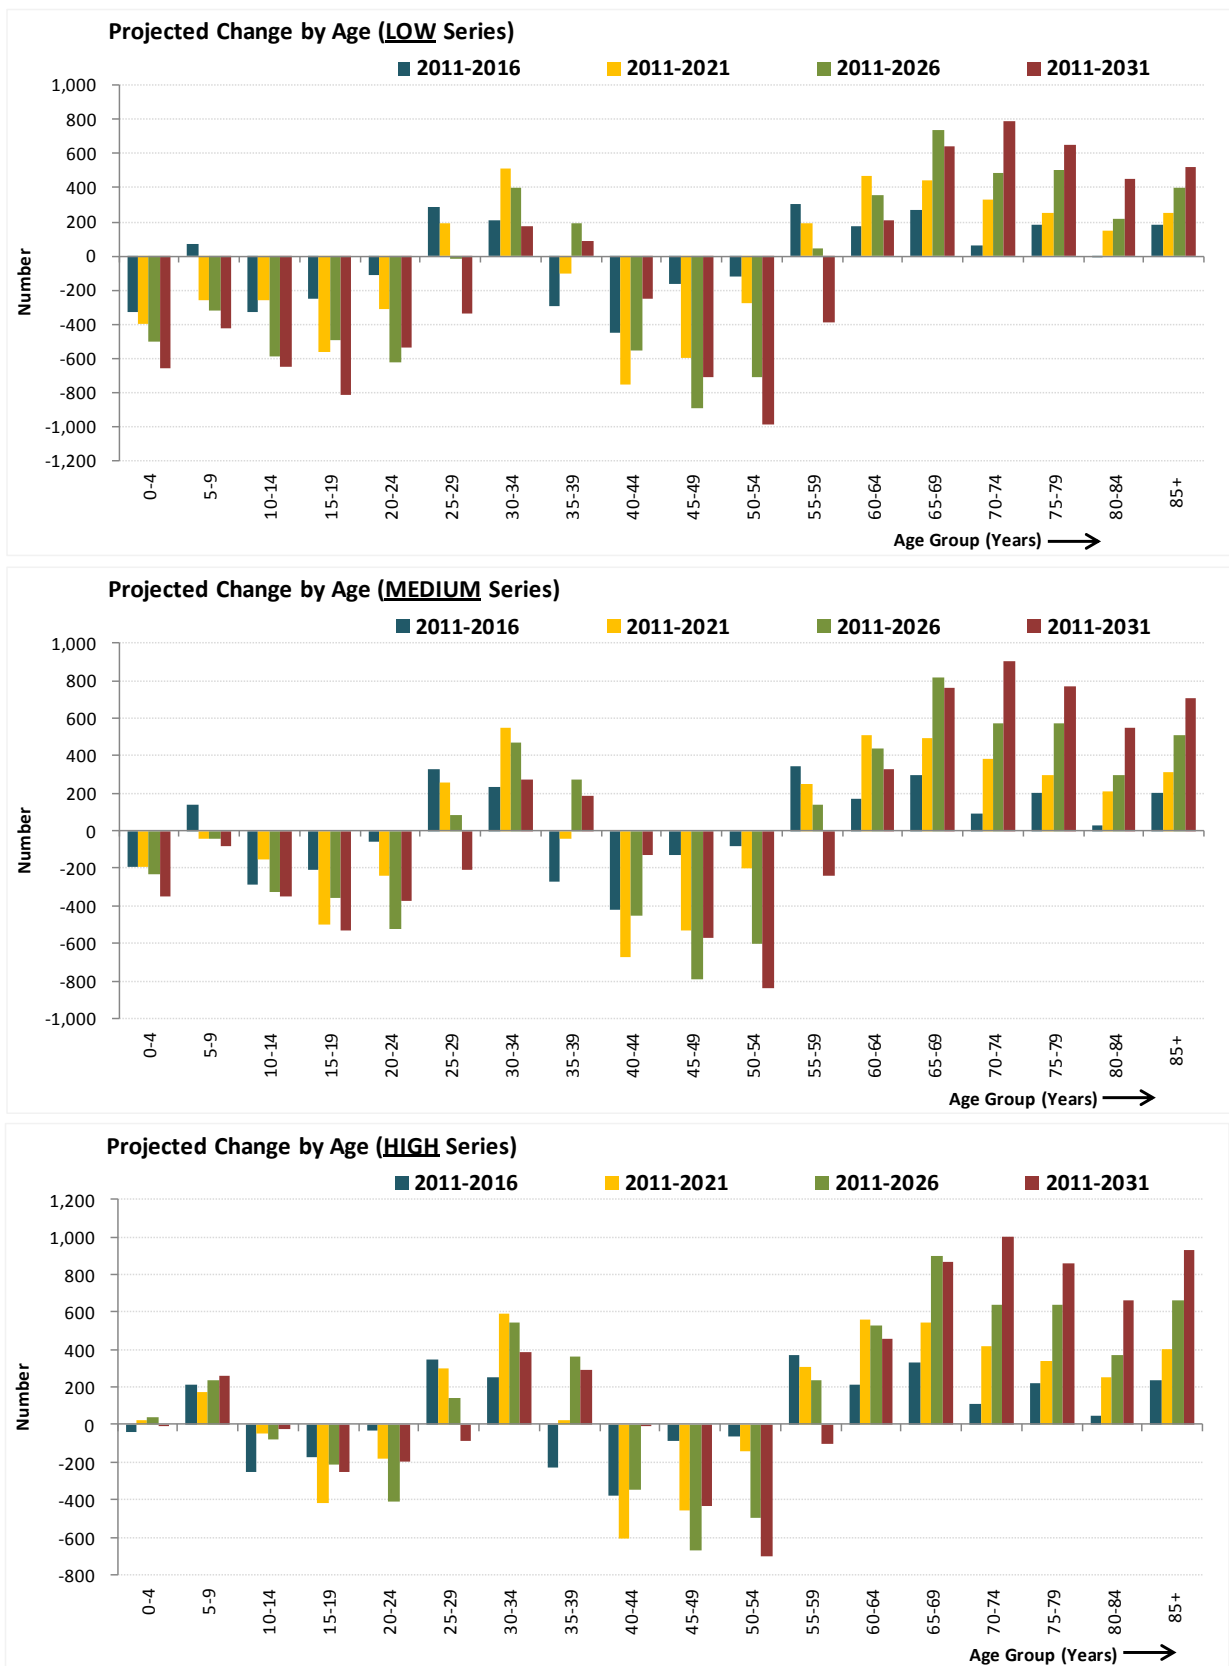 Projected Change by Age (LOW Series)
2011-2016 2011-2021 2011-2026 2011-2031
1,000
800
600
400
200
0
-200
-400
-600
-800
-1,000
-1,200
Number
0-4 5-9 10-14 15-19 20-24 25-29 30-34 35-39 40-44 45-49 50-54 55-59 60-64 65-69 70-74 75-79 80-84 85+
Age Group (Years)
Projected Change by Age (MEDIUM Series)
2011-2016 2011-2021 2011-2026 2011-2031
1,000
800
600
400
200
0
-200
-400
-600
-800
-1,000
Number
0-4 5-9 10-14 15-19 20-24 25-29 30-34 35-39 40-44 45-49 50-54 55-59 60-64 65-69 70-74 75-79 80-84 85+
Age Group (Years)
Projected Change by Age (HIGH Series)
2011-2016 2011-2021 2011-2026 2011-2031
1,200
1,000
800
600
400
200
0
-200
-400
-600
-800
Number
0-4 5-9 10-14 15-19 20-24 25-29 30-34 35-39 40-44 45-49 50-54 55-59 60-64 65-69 70-74 75-79 80-84 85+
Age Group (Years)